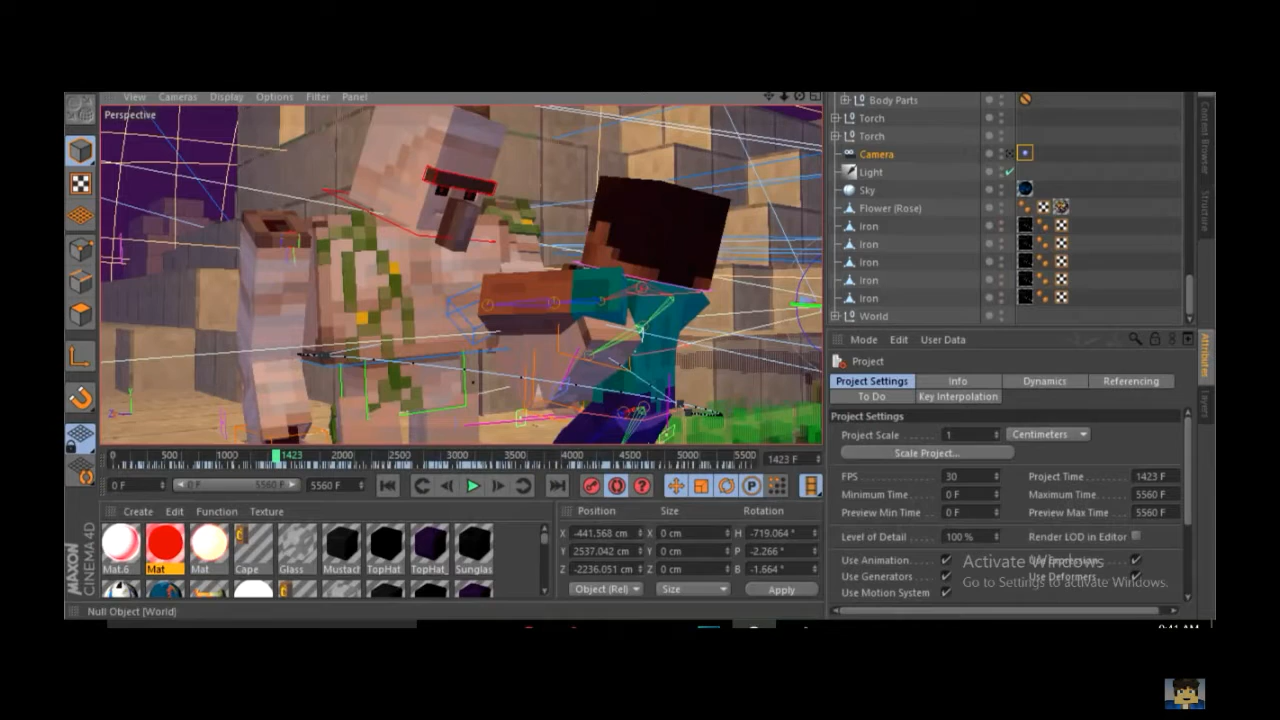 View Cameras Display Options Filter Panel
Perspective
Body Parts
Torch
Torch
Camera
Light
Sky
Flower (Rose)
Iron
Iron
Iron
Iron
Iron
World
Content Browser
Structure
Attributes
Layers
Mode Edit User Data
Project
Project Settings Info Dynamics Referencing
To Do Key Interpolation
Project Settings
Project Scale 1 Centimeters
Scale Project...
FPS 30 Project Time 1423 F
Minimum Time 0 F Maximum Time 5560 F
Preview Min Time 0 F Preview Max Time 5560 F
Level of Detail 100 % Render LOD in Editor
Use Animation
Use Generators Use Deformers
Use Motion System
Activate Windows
Go to Settings to activate Windows.
0 500 1000 1423 2000 2500 3000 3500 4000 4500 5000 5500 1423 F
0 F 0 F 5560 F 5560 F
Create Edit Function Texture
Mat.6 Mat Mat Cape Glass Mustach TopHat TopHat_ Sunglas
Position Size Rotation
X -441.568 cm X 0 cm H -719.064 °
Y 2537.042 cm Y 0 cm P -2.266 °
Z -2236.051 cm Z 0 cm B -1.664 °
Object (Rel) Size Apply
MAXON
CINEMA 4D
Null Object [World]